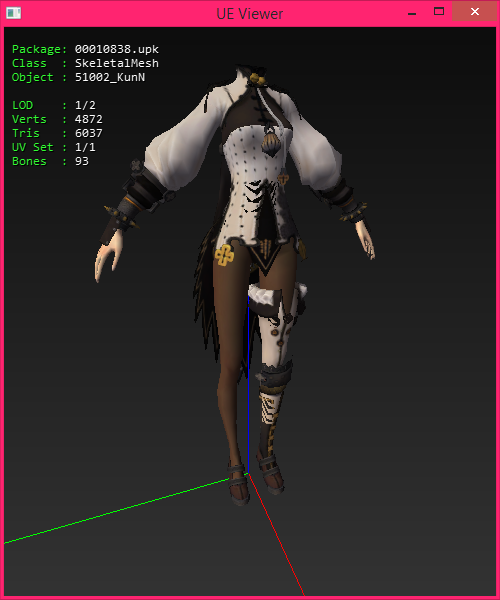 UE Viewer
Package: 00010838.upk
Class : SkeletalMesh
Object : 51002_KunN
LOD : 1/2
Verts : 4872
Tris : 6037
UV Set : 1/1
Bones : 93